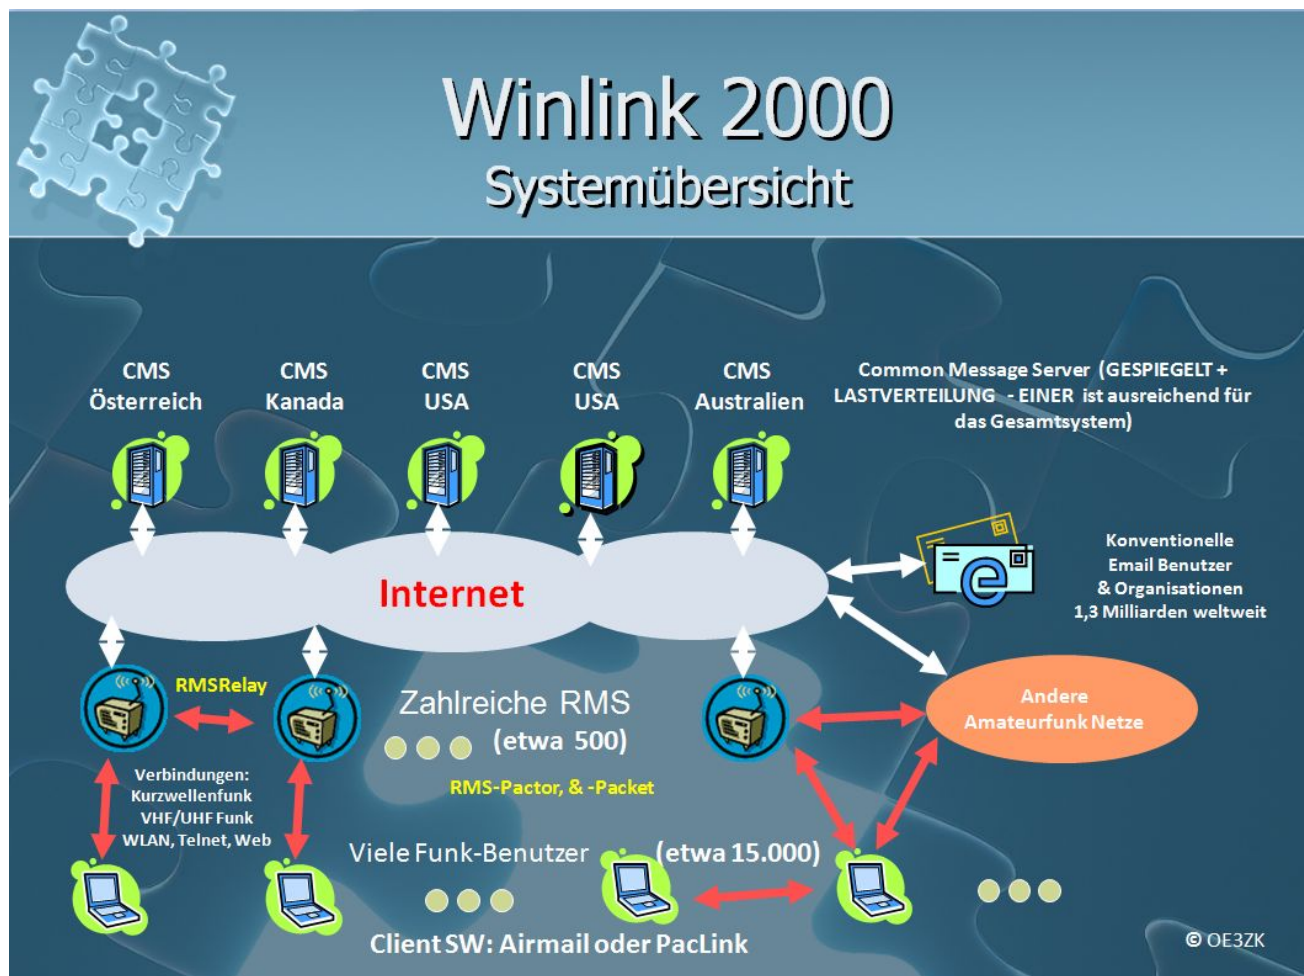 Winlink 2000
Systemübersicht
CMS
Österreich
CMS
Kanada
CMS
USA
CMS
USA
CMS
Australien
Common Message Server (GESPIEGELT +
LASTVERTEILUNG - EINER ist ausreichend für
das Gesamtsystem)
Internet
e
Konventionelle
Email Benutzer
& Organisationen
1,3 Milliarden weltweit
RMSRelay
Zahlreiche RMS
(etwa 500)
Andere
Amateurfunk Netze
Verbindungen:
Kurzwellenfunk
VHF/UHF Funk
WLAN, Telnet, Web
RMS-Pactor, & -Packet
Viele Funk-Benutzer
(etwa 15.000)
Client SW: Airmail oder PacLink
© OE3ZK